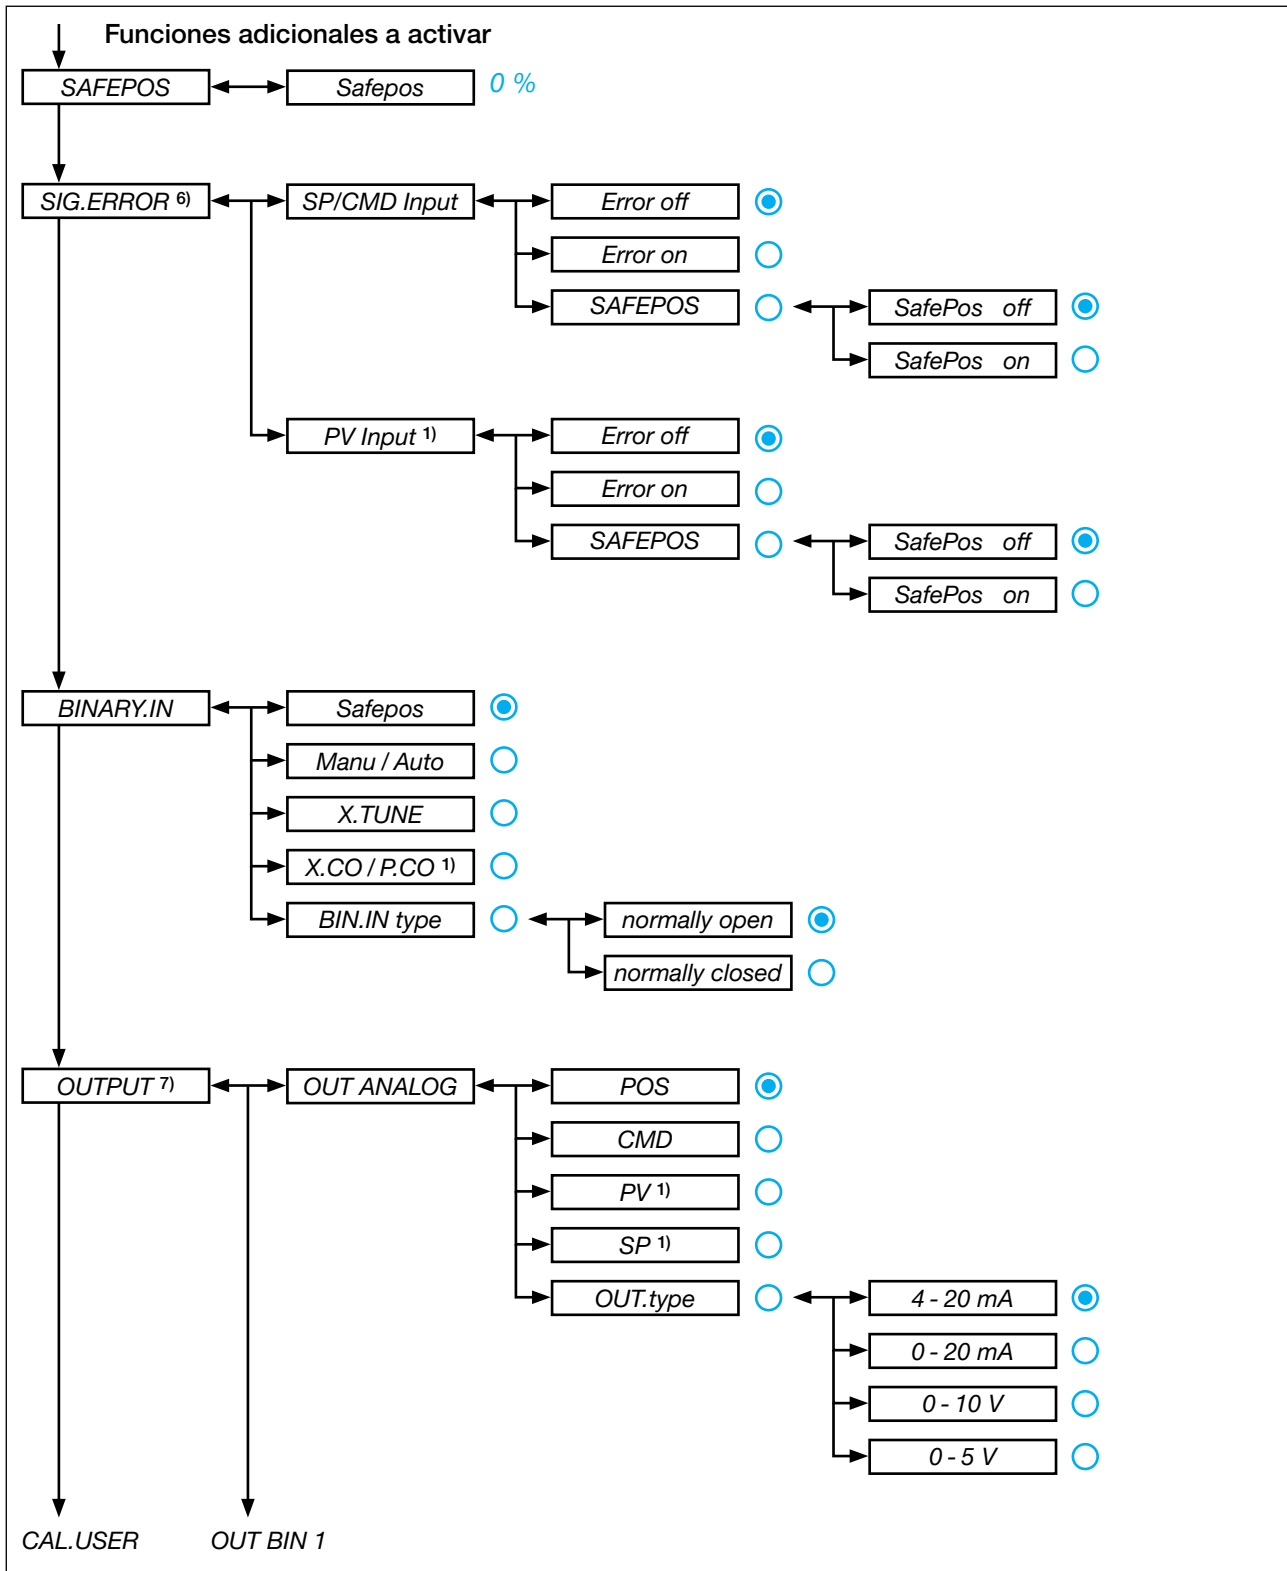 Funciones adicionales a activar
SAFEPOS Safepos 0 %
SIG.ERROR 6) SP/CMD Input Error off
Error on
SAFEPOS SafePos off
SafePos on
PV Input 1) Error off
Error on
SAFEPOS SafePos off
SafePos on
BINARY.IN Safepos
Manu / Auto
X.TUNE
X.CO / P.CO 1)
BIN.IN type normally open
normally closed
OUTPUT 7) OUT ANALOG POS
CMD
PV 1)
SP 1)
OUT.type 4 - 20 mA
0 - 20 mA
0 - 10 V
0 - 5 V
CAL.USER OUT BIN 1